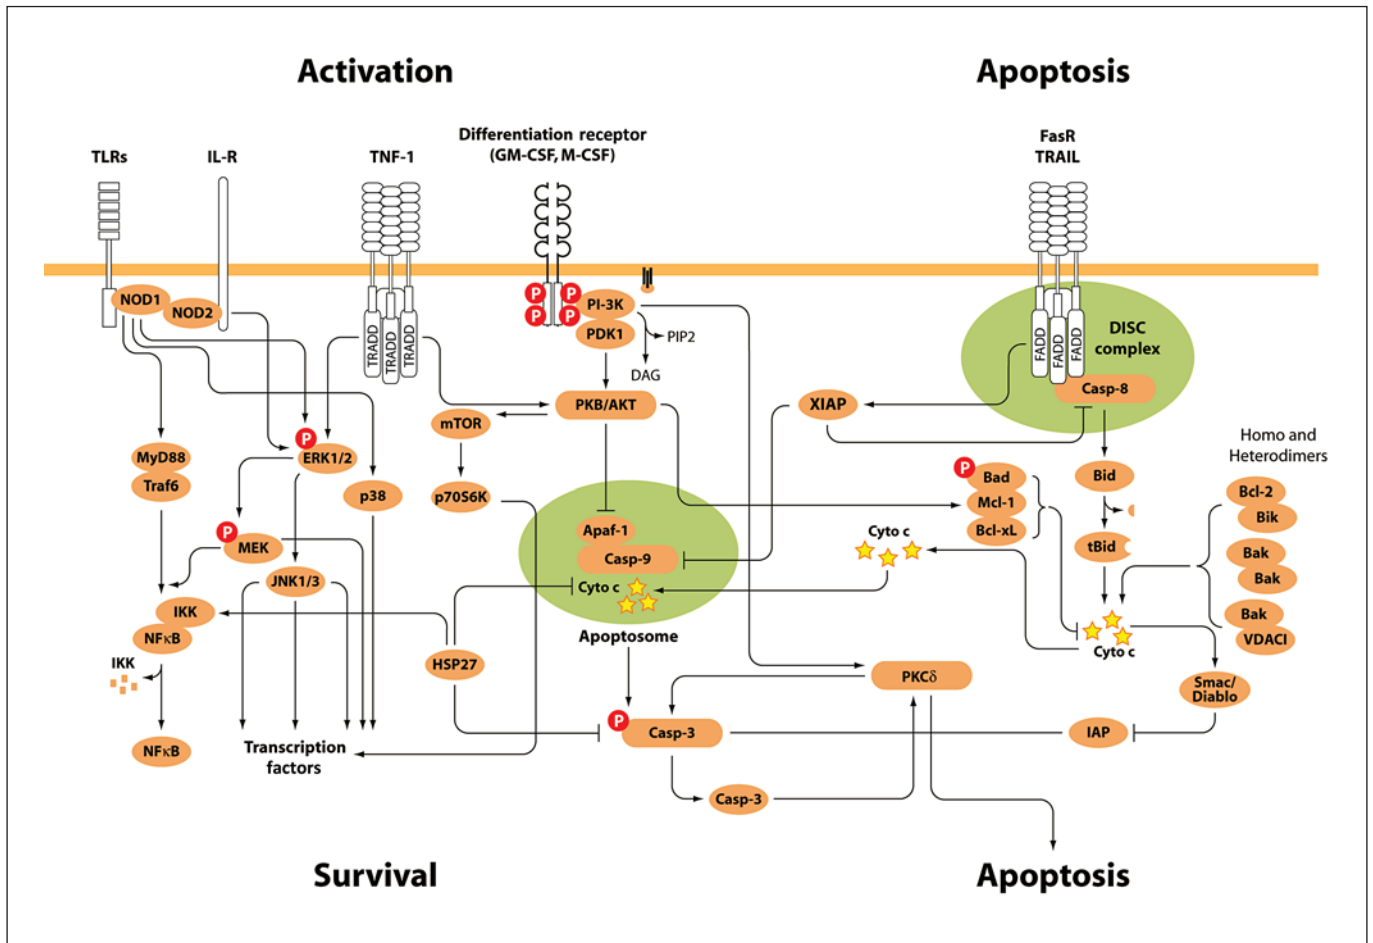 Activation
Apoptosis
Differentiation receptor
(GM-CSF, M-CSF)
FasR
TRAIL
TLRs
IL-R
TNF-1
NOD1
NOD2
TRADD
TRADD
TRADD
P
P
P
P
PI-3K
PDK1
PIP2
DAG
FADD
FADD
FADD
DISC
complex
Casp-8
PKB/AKT
XIAP
mTOR
P
ERK1/2
MyD88
Traf6
p38
p70S6K
Homo and
Heterodimers
P
Bad
Mcl-1
Bcl-xL
Bid
tBid
Bcl-2
Bik
Bak
Bak
Bak
VDACI
Apaf-1
Casp-9
Cyto c
Apoptosome
Cyto c
Cyto c
P
MEK
JNK1/3
IKK
NFκB
IKK
NFκB
HSP27
PKCδ
Smac/
Diablo
P
Casp-3
IAP
Transcription
factors
Casp-3
Survival
Apoptosis